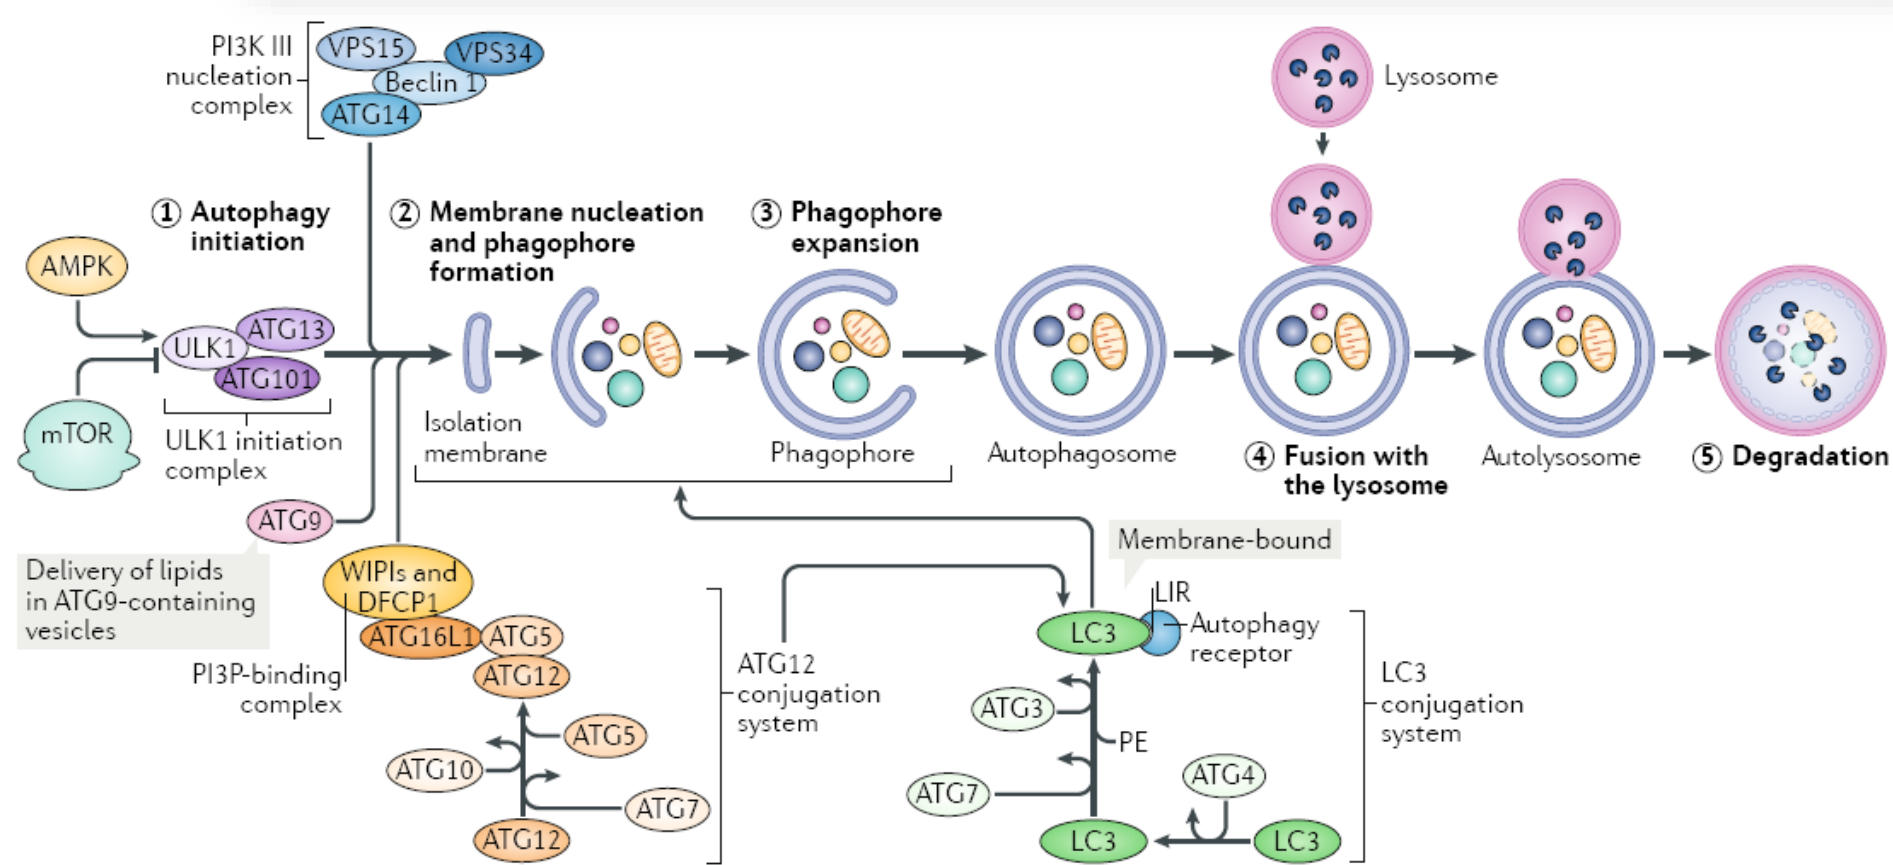 PI3K III
nucleation
complex
VPS15
VPS34
Beclin 1
ATG14
Lysosome
① Autophagy
initiation
② Membrane nucleation
and phagophore
formation
③ Phagophore
expansion
AMPK
ULK1
ATG13
ATG101
mTOR
ULK1 initiation
complex
Isolation
membrane
Phagophore
Autophagosome
④ Fusion with
the lysosome
Autolysosome
⑤ Degradation
ATG9
Delivery of lipids
in ATG9-containing
vesicles
WIPIs and
DFCP1
ATG16L1
ATG5
ATG12
PI3P-binding
complex
ATG5
ATG10
ATG7
ATG12
ATG12
conjugation
system
Membrane-bound
LIR
LC3
Autophagy
receptor
ATG3
PE
ATG7
ATG4
LC3
LC3
LC3
conjugation
system